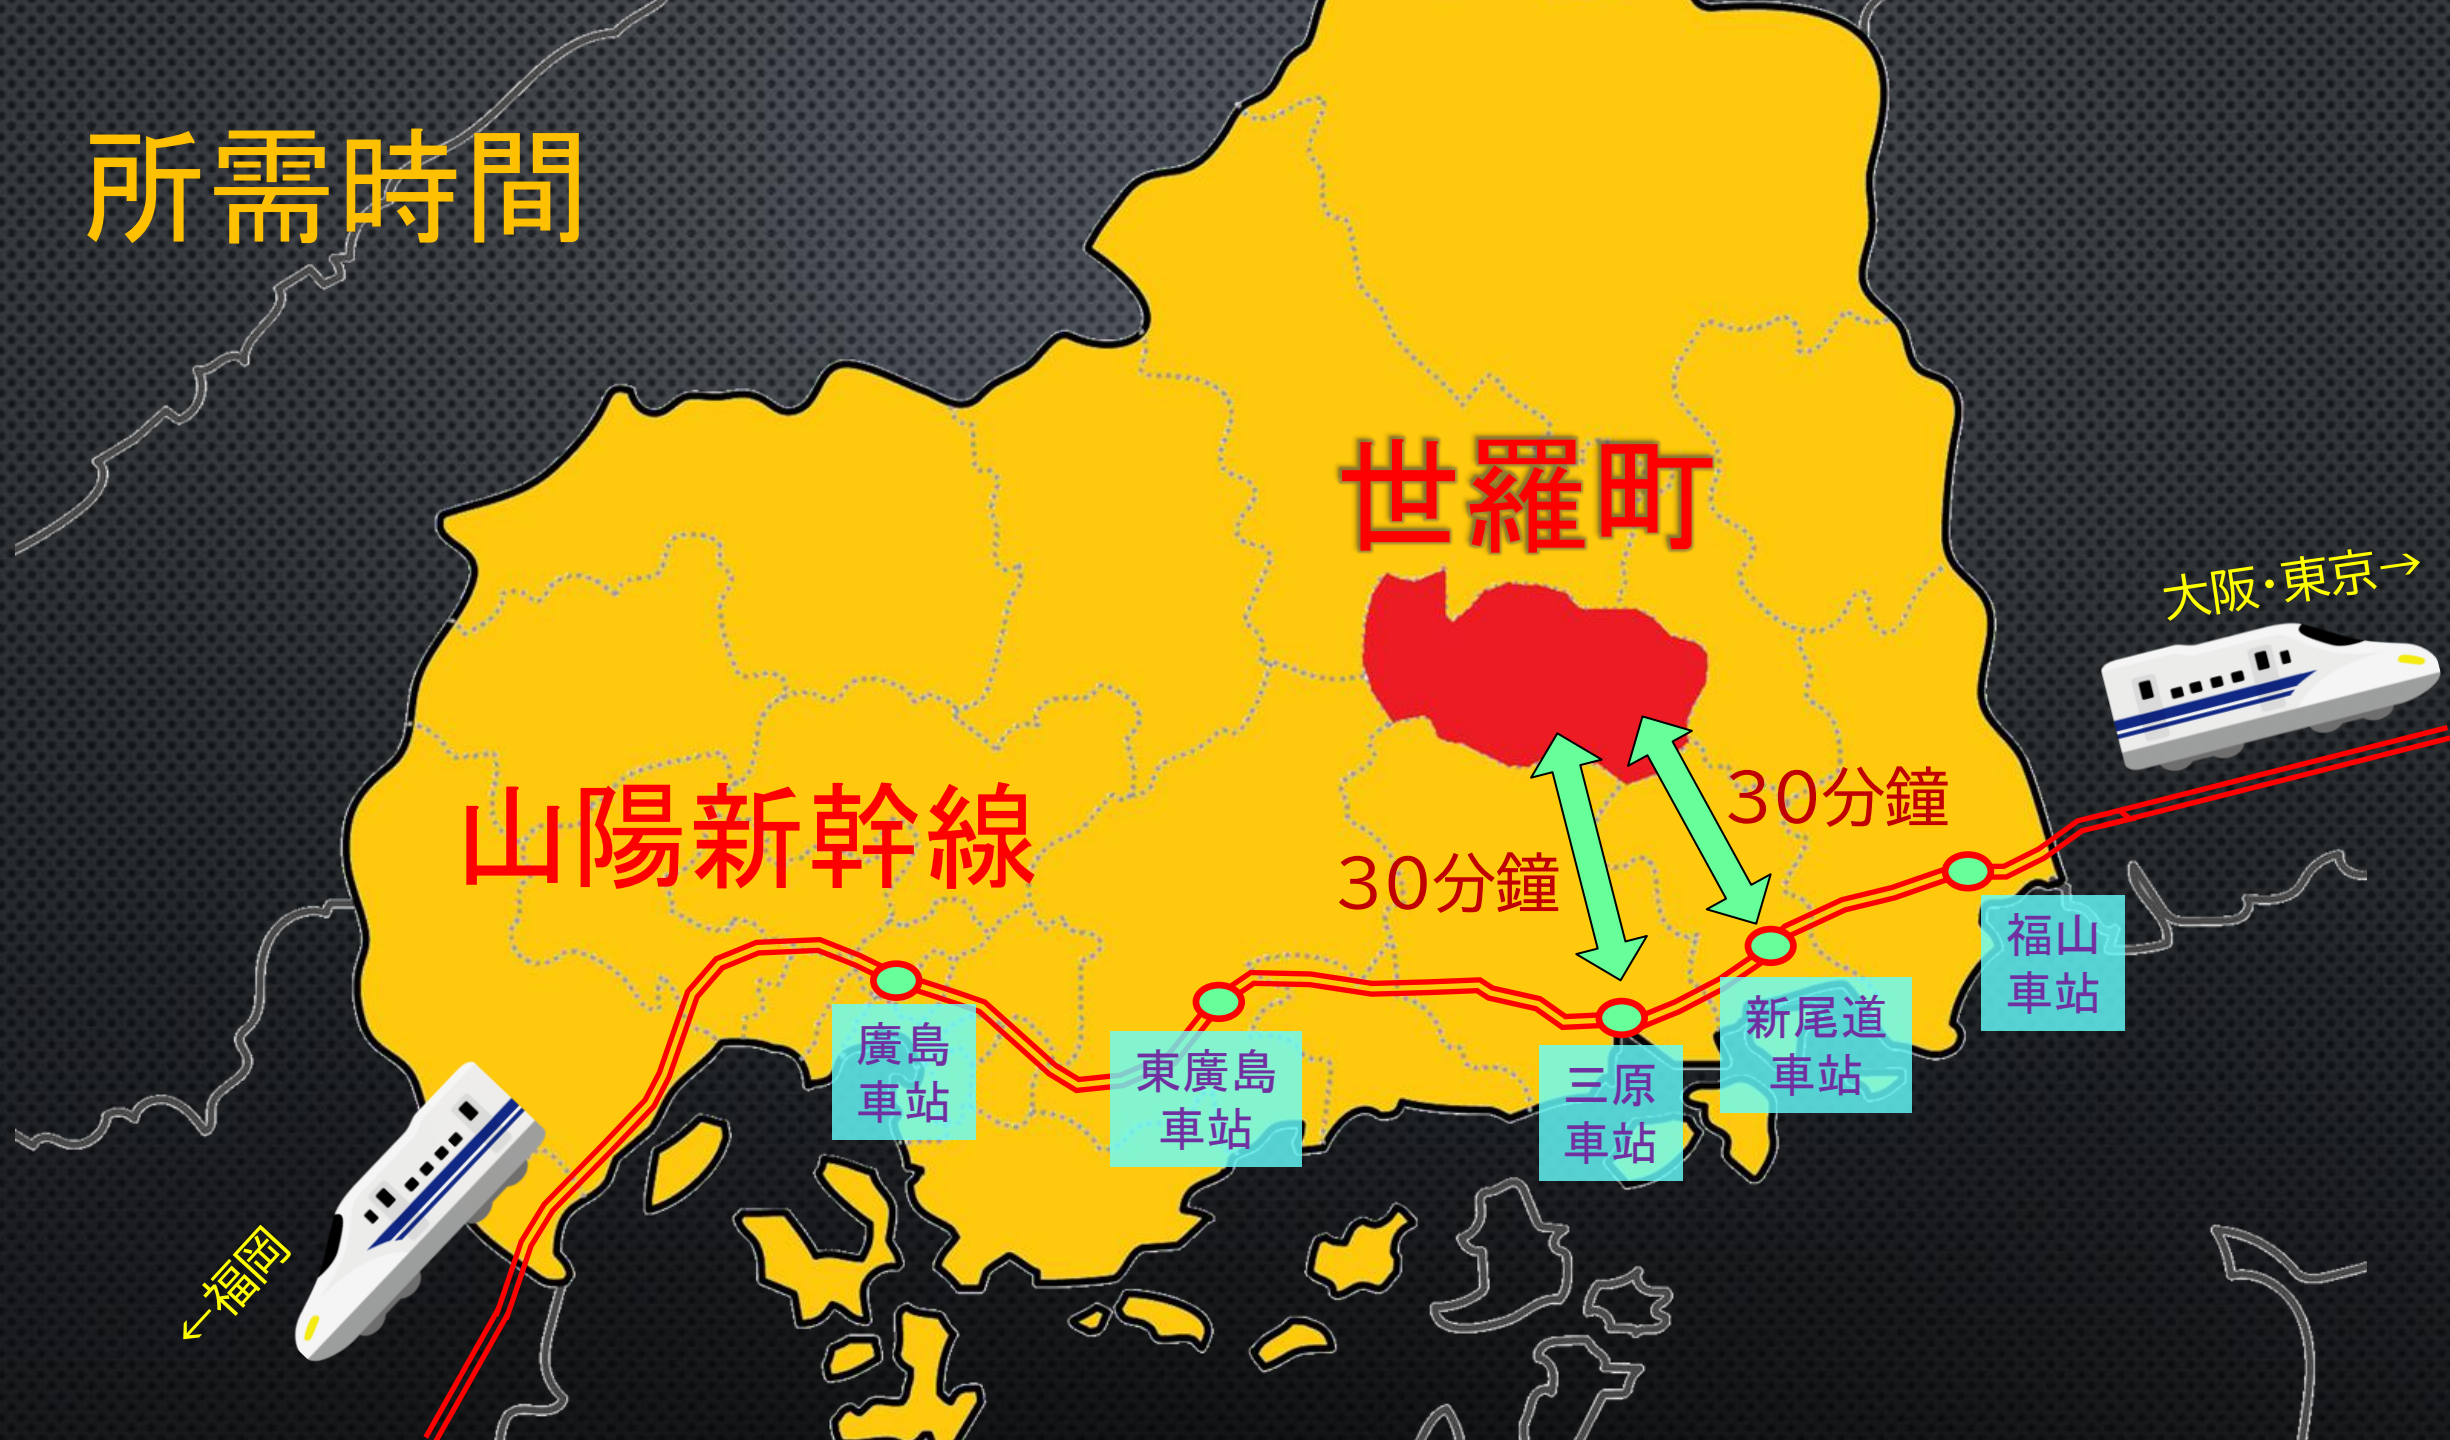 所需時間
世羅町
大阪･東京→
30分鐘
山陽新幹線
30分鐘
福山
車站
新尾道
車站
廣島
車站
東廣島
車站
三原
車站
←福岡